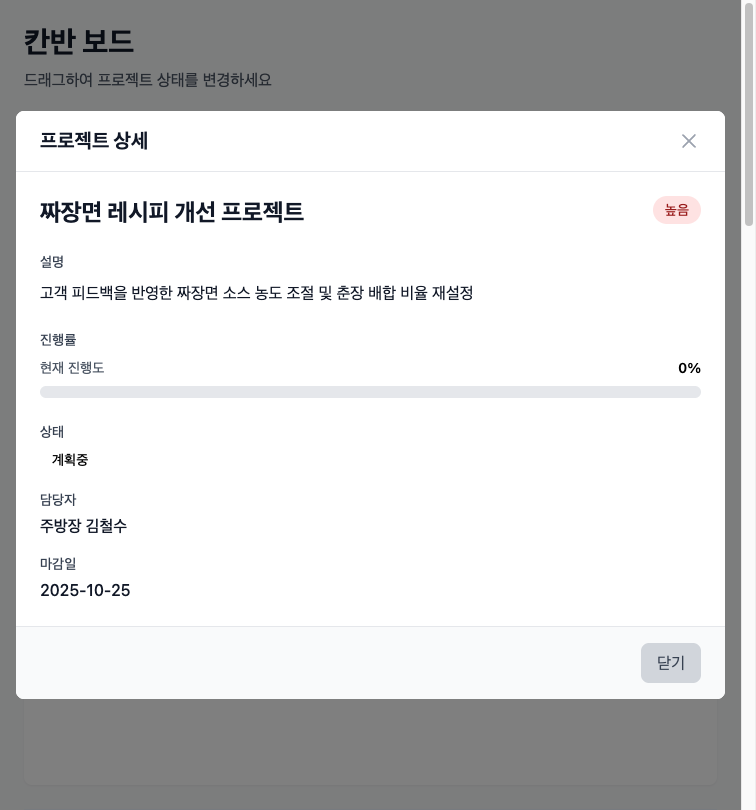 칸반 보드
드래그하여 프로젝트 상태를 변경하세요
프로젝트 상세
짜장면 레시피 개선 프로젝트
높음
설명
고객 피드백을 반영한 짜장면 소스 농도 조절 및 춘장 배합 비율 재설정
진행률
현재 진행도 0%
상태
계획중
담당자
주방장 김철수
마감일
2025-10-25
닫기